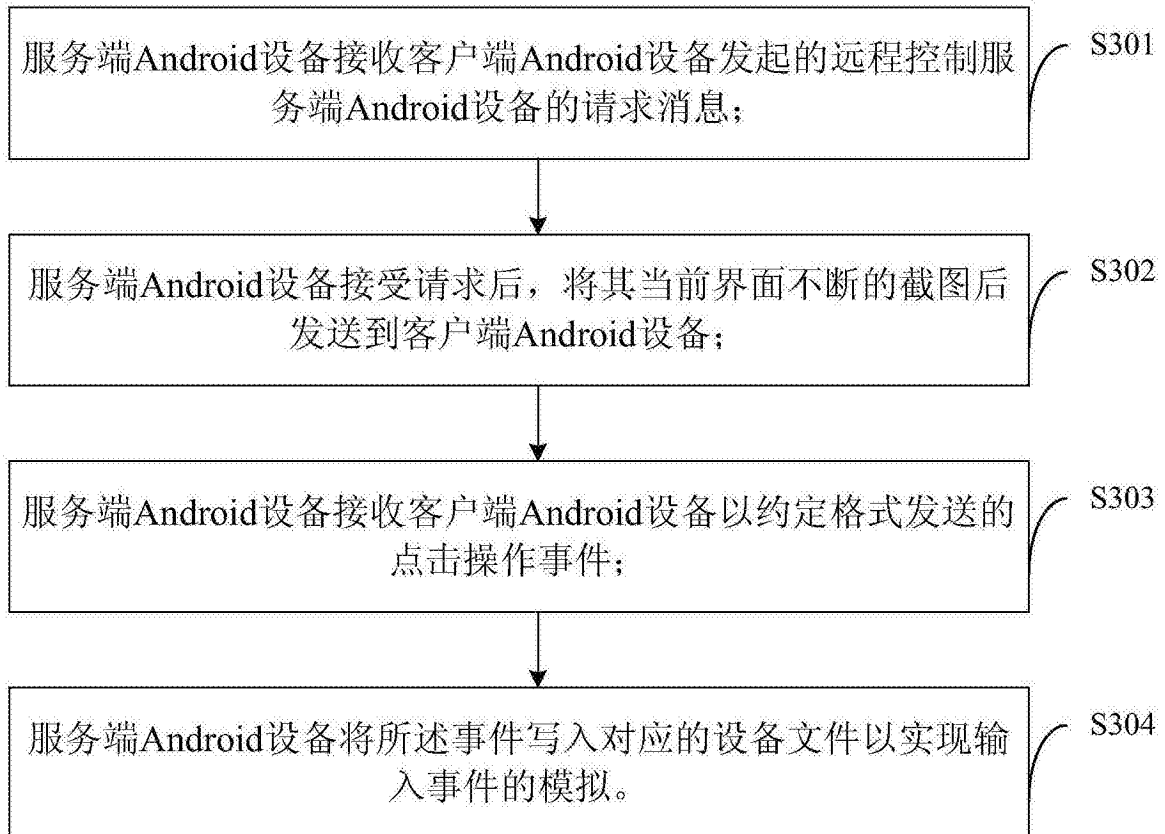 服务端Android设备接收客户端Android设备发起的远程控制服
务端Android设备的请求消息；
S301
服务端Android设备接受请求后，将其当前界面不断的截图后
发送到客户端Android设备；
S302
服务端Android设备接收客户端Android设备以约定格式发送的
点击操作事件；
S303
服务端Android设备将所述事件写入对应的设备文件以实现输
入事件的模拟。
S304